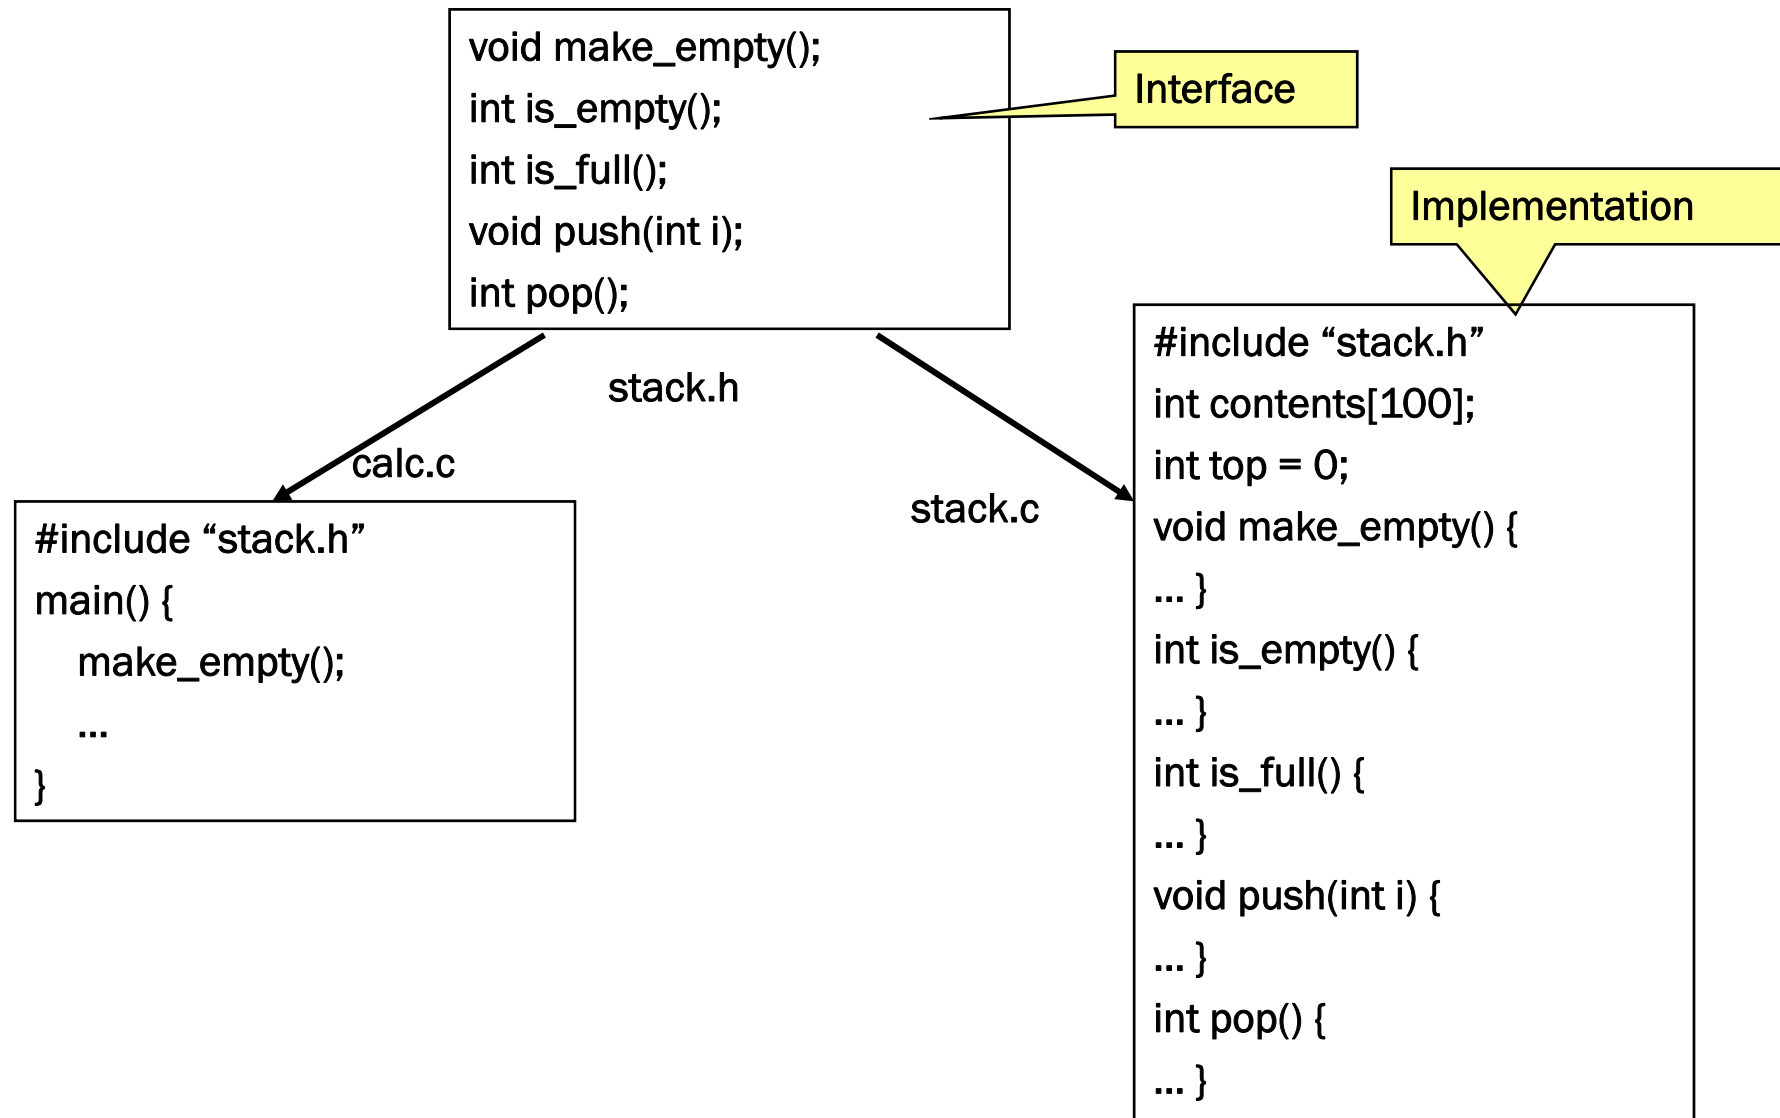 void make_empty();
int is_empty();
int is_full();
void push(int i);
int pop();
Interface
Implementation
stack.h
calc.c
#include “stack.h”
main() {
make_empty();
...
}
stack.c
#include “stack.h”
int contents[100];
int top = 0;
void make_empty() {
... }
int is_empty() {
... }
int is_full() {
... }
void push(int i) {
... }
int pop() {
... }